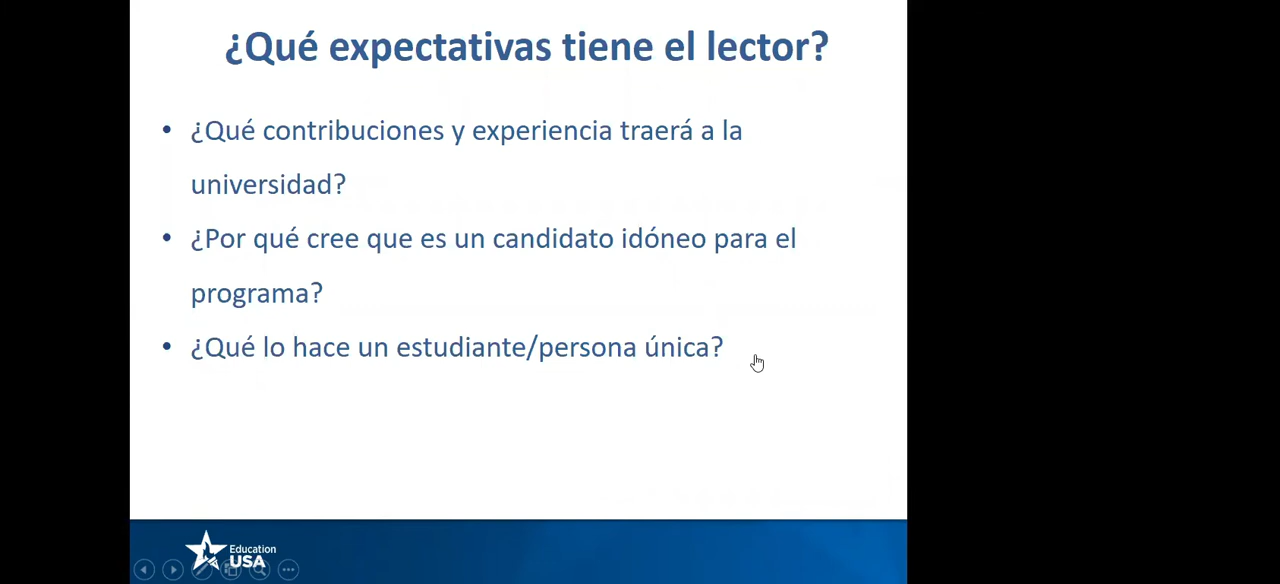 ¿Qué expectativas tiene el lector?
• ¿Qué contribuciones y experiencia traerá a la
universidad?
• ¿Por qué cree que es un candidato idóneo para el
programa?
• ¿Qué lo hace un estudiante/persona única?
Education
USA